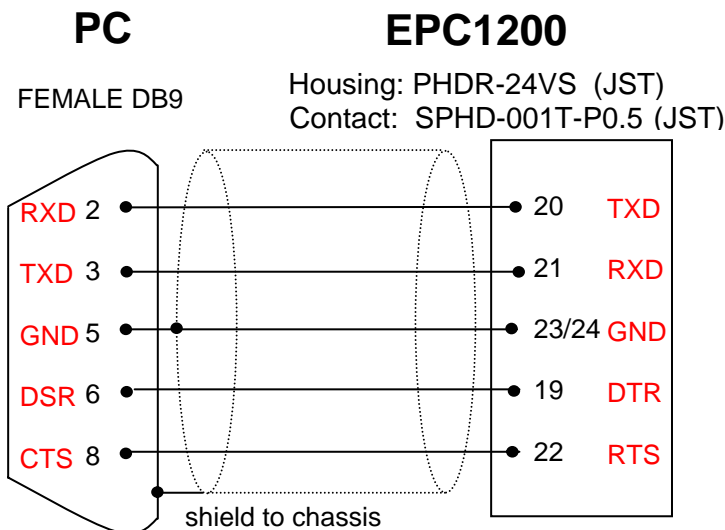 PC EPC1200
FEMALE DB9
Housing: PHDR-24VS (JST)
Contact: SPHD-001T-P0.5 (JST)
RXD 2 20 TXD
TXD 3 21 RXD
GND 5 23/24 GND
DSR 6 19 DTR
CTS 8 22 RTS
shield to chassis